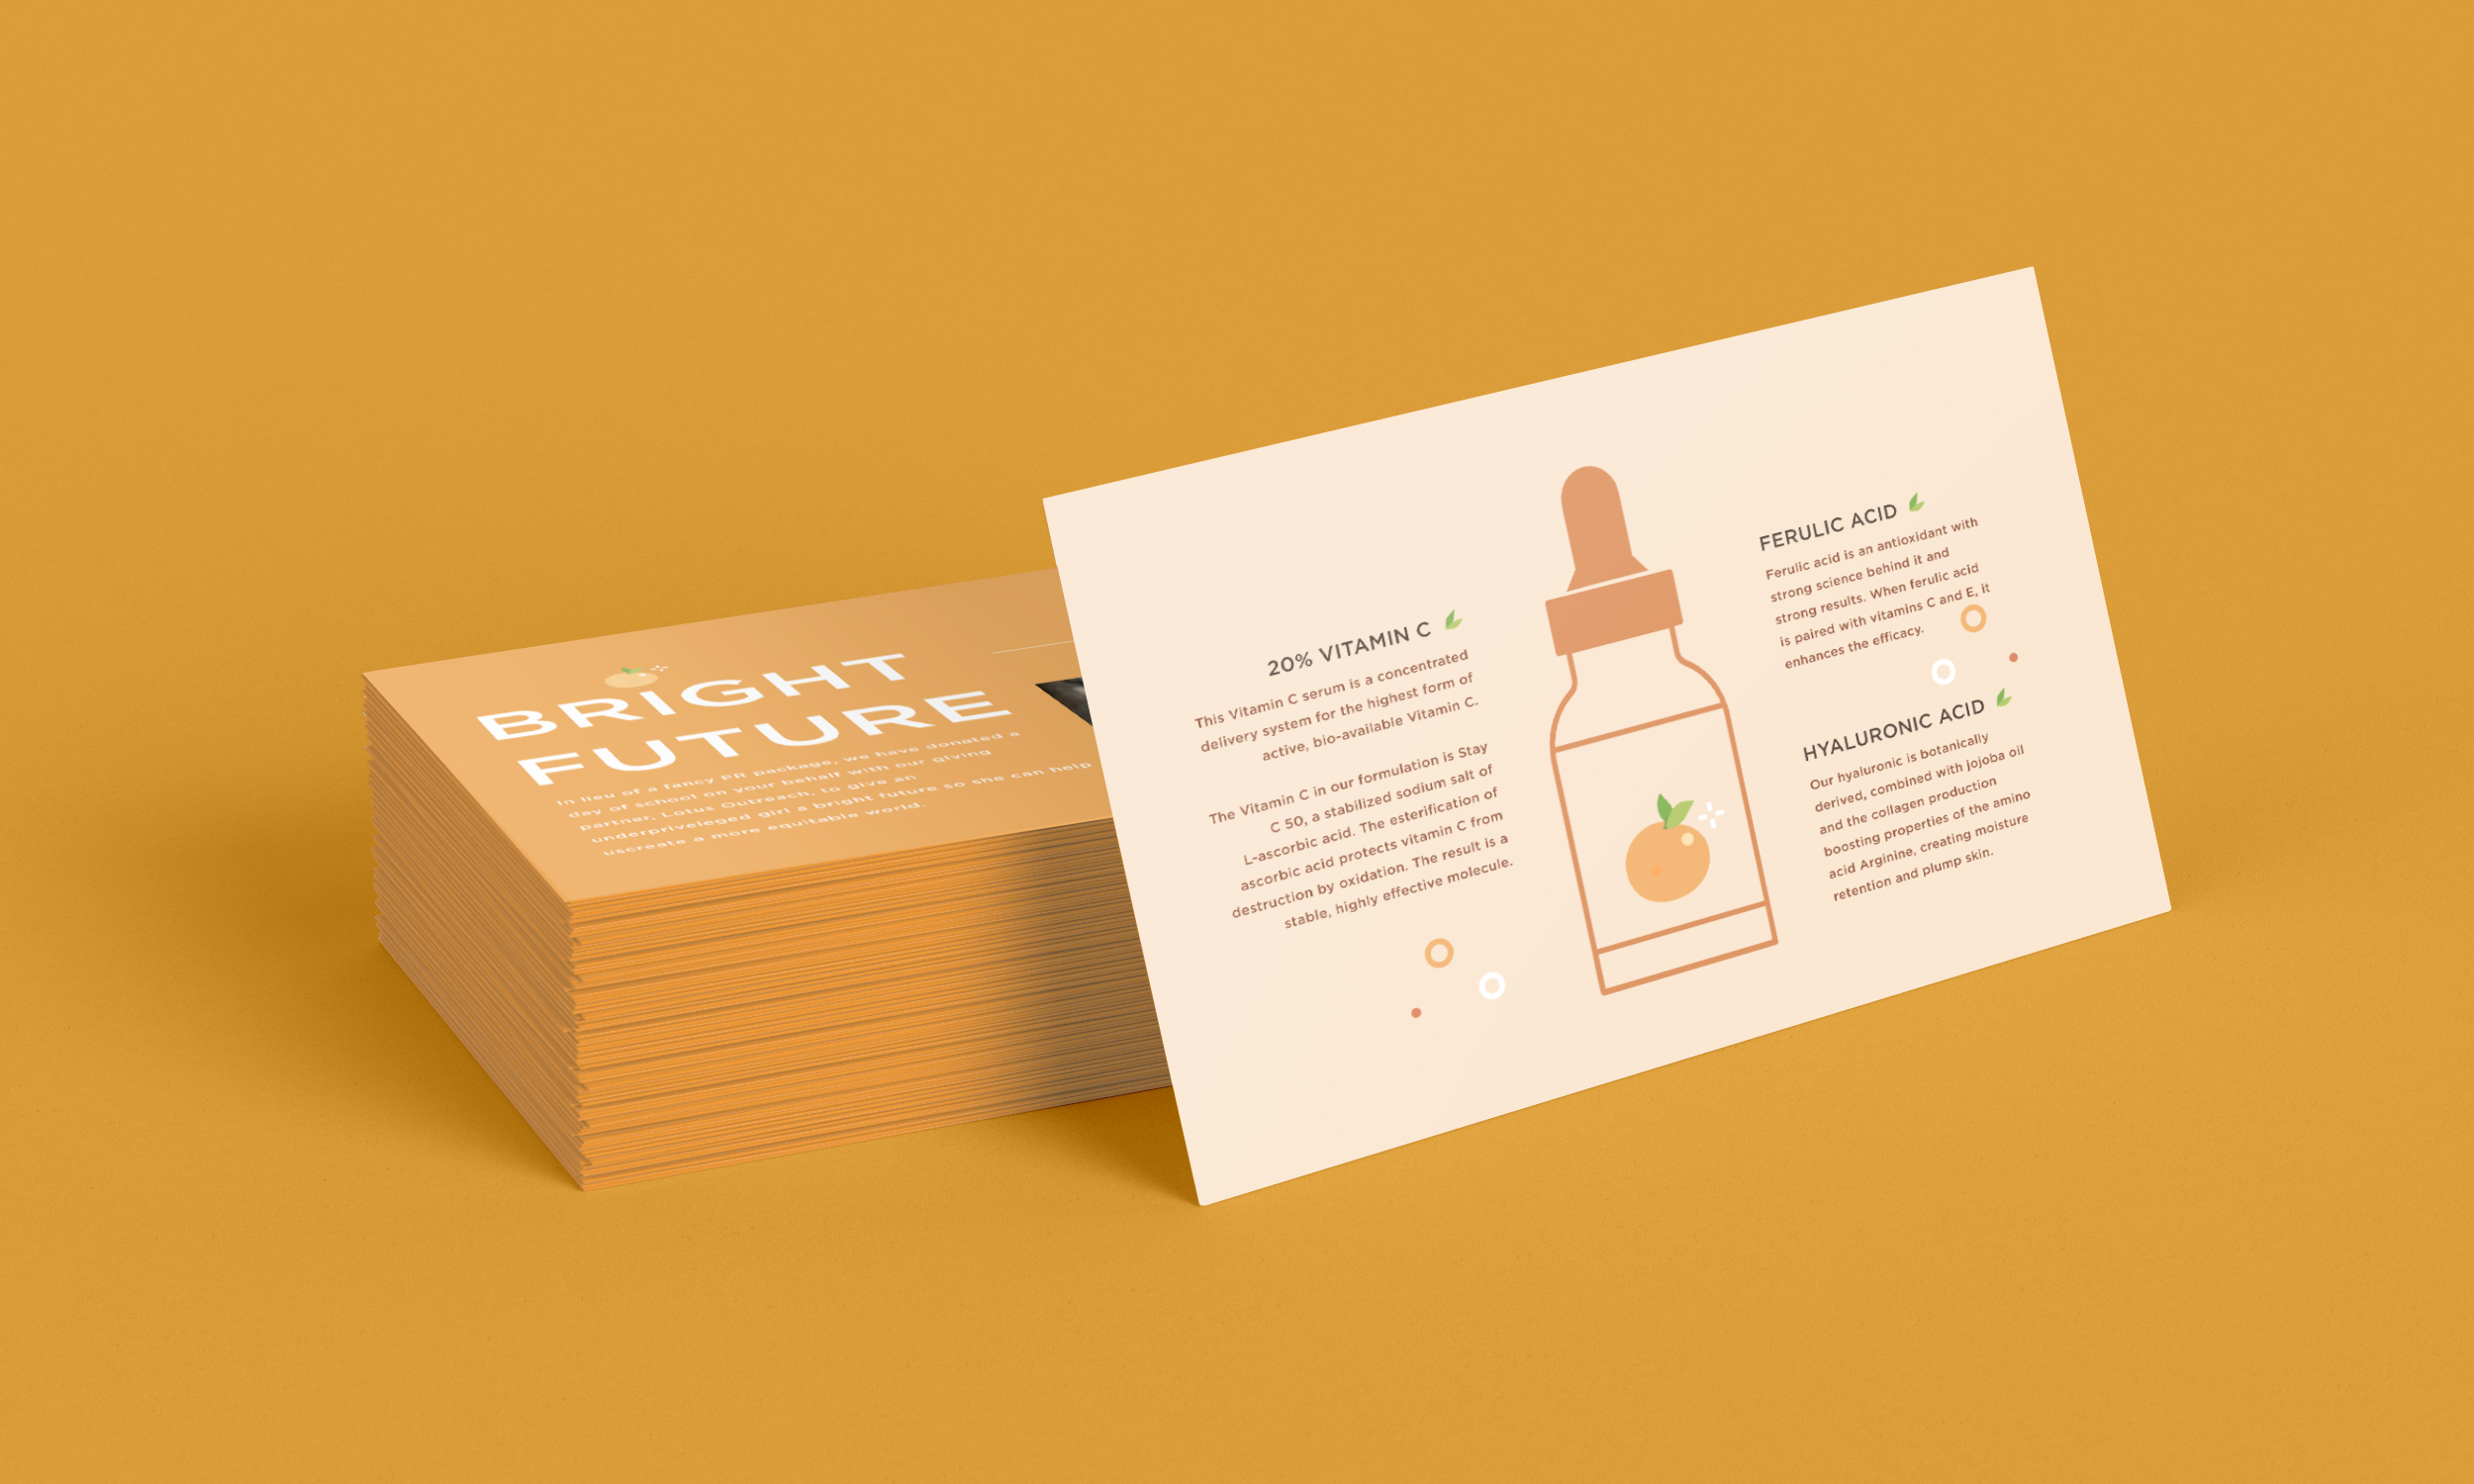 BRIGHT
FUTURE
In lieu of a fancy PR package, we have donated a
day of school on your behalf with our giving
partner, Lotus Outreach, to give an
underpriveleged girl a bright future so she can help
uscreate a more equitable world.
20% VITAMIN C
This Vitamin C serum is a concentrated
delivery system for the highest form of
active, bio-available Vitamin C.
The Vitamin C in our formulation is Stay
C 50, a stabilized sodium salt of
L-ascorbic acid. The esterification of
ascorbic acid protects vitamin C from
destruction by oxidation. The result is a
stable, highly effective molecule.
FERULIC ACID
Ferulic acid is an antioxidant with
strong science behind it and
strong results. When ferulic acid
is paired with vitamins C and E, it
enhances the efficacy.
HYALURONIC ACID
Our hyaluronic is botanically
derived, combined with jojoba oil
and the collagen production
boosting properties of the amino
acid Arginine, creating moisture
retention and plump skin.